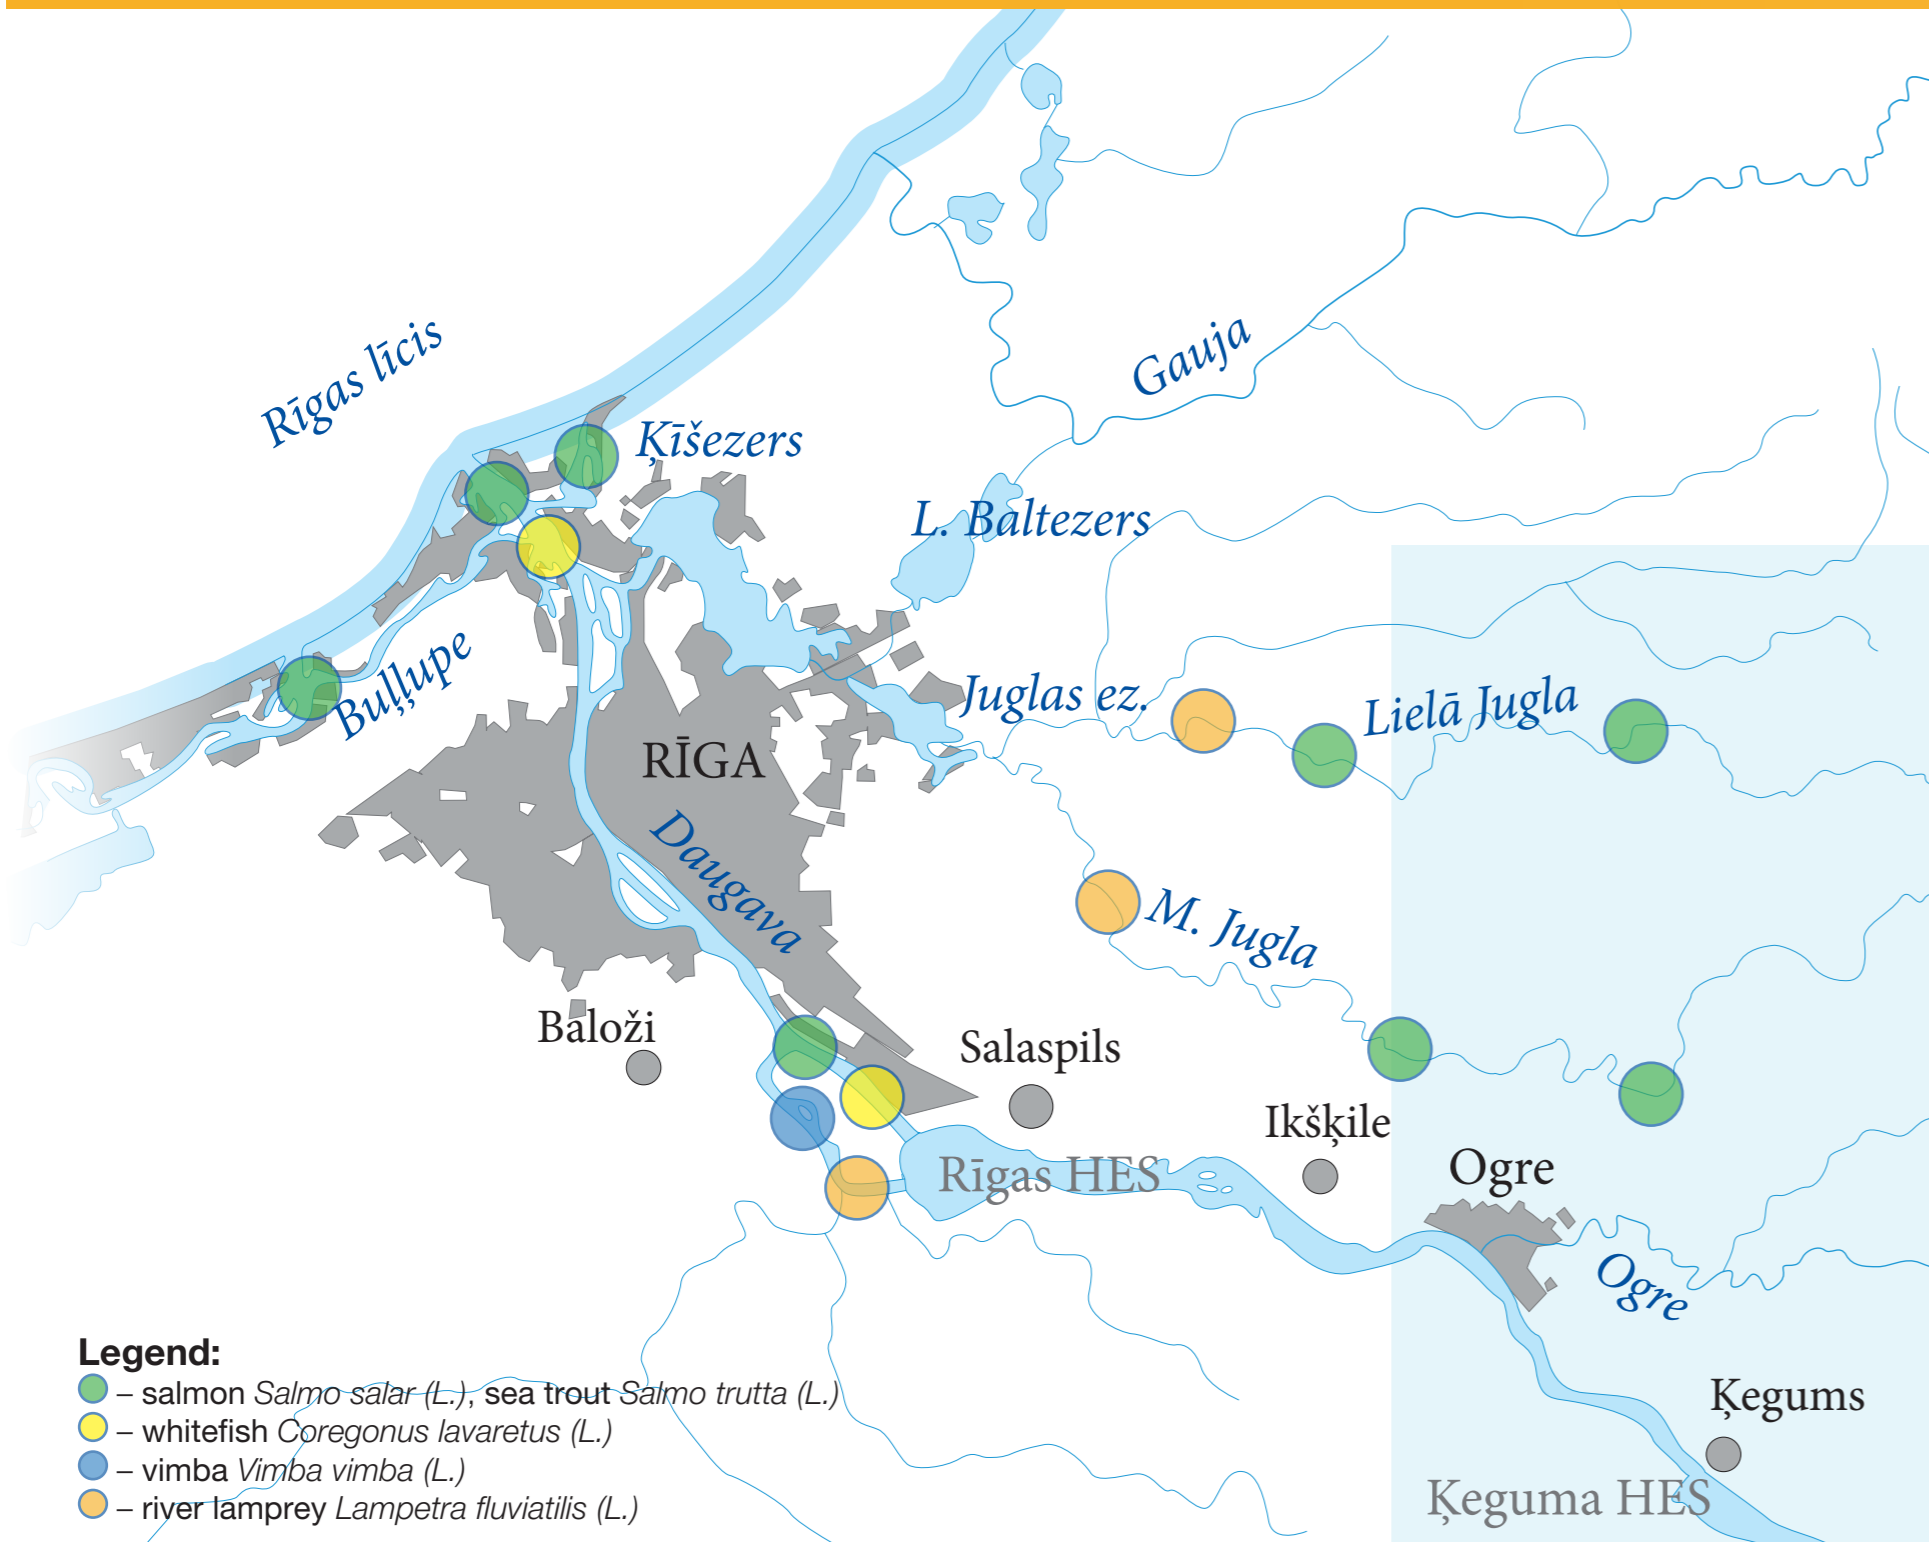 Rīgas līcis
Gauja
Ķīšezers
L. Baltezers
Buļļupe
Juglas ez.
Lielā Jugla
RĪGA
Daugava
M. Jugla
Baloži
Salaspils
Ikšķile
Rīgas HES
Ogre
Ogre
Ķegums
Ķeguma HES
Legend:
– salmon Salmo salar (L.), sea trout Salmo trutta (L.)
– whitefish Coregonus lavaretus (L.)
– vimba Vimba vimba (L.)
– river lamprey Lampetra fluviatilis (L.)